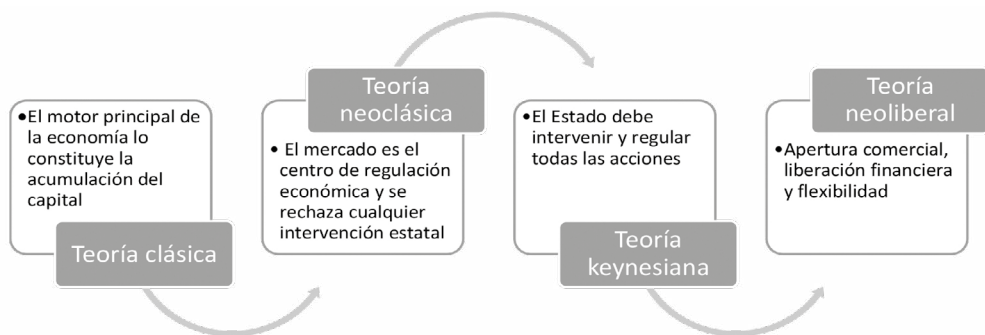 •El motor principal de
la economía lo
constituye la
acumulación del
capital
Teoría clásica
Teoría
neoclásica
• El mercado es el
centro de regulación
económica y se
rechaza cualquier
intervención estatal
•El Estado debe
intervenir y regular
todas las acciones
Teoría
keynesiana
Teoría
neoliberal
•Apertura comercial,
liberación financiera
y flexibilidad